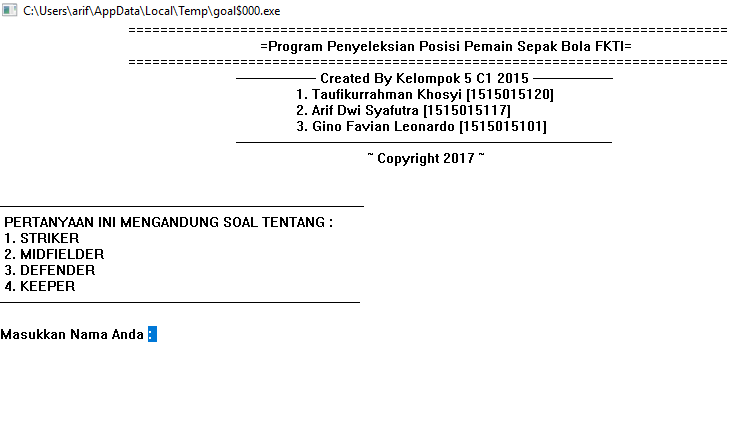 C:\Users\arif\AppData\Local\Temp\goal$000.exe
===========================================================================
=Program Penyeleksian Posisi Pemain Sepak Bola FKTI=
===========================================================================
―――――― Created By Kelompok 5 C1 2015 ――――――
1. Taufikurrahman Khosyi [1515015120]
2. Arif Dwi Syafutra [1515015117]
3. Gino Favian Leonardo [1515015101]
~ Copyright 2017 ~
PERTANYAAN INI MENGANDUNG SOAL TENTANG :
1. STRIKER
2. MIDFIELDER
3. DEFENDER
4. KEEPER
Masukkan Nama Anda :